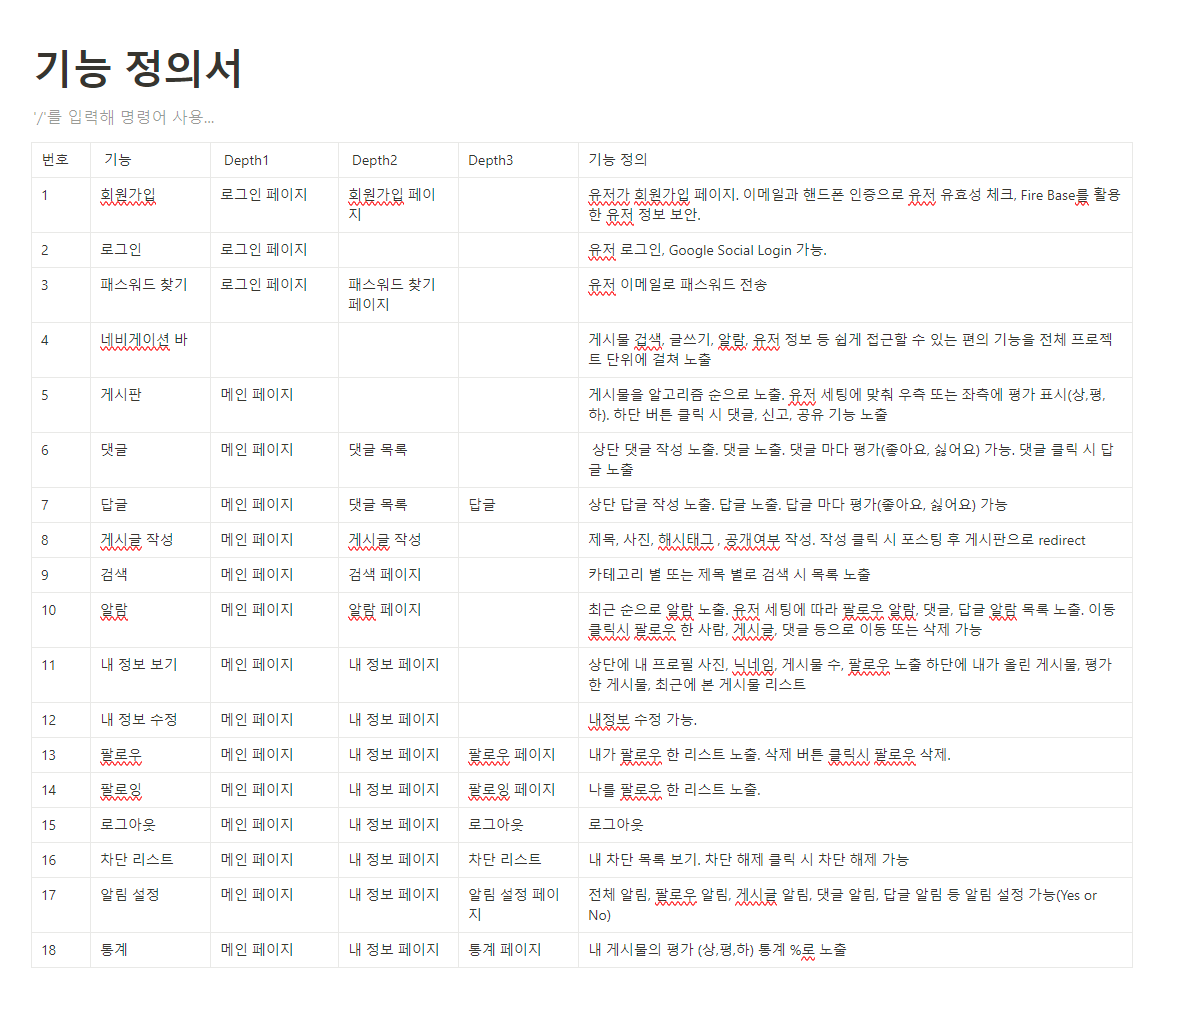 기능 정의서
'/'를 입력해 명령어 사용...
번호 기능 Depth1 Depth2 Depth3 기능 정의
1 회원가입 로그인 페이지 회원가입 페이지 유저가 회원가입 페이지. 이메일과 핸드폰 인증으로 유저 유효성 체크, Fire Base를 활용한 유저 정보 보안.
2 로그인 로그인 페이지 유저 로그인, Google Social Login 가능.
3 패스워드 찾기 로그인 페이지 패스워드 찾기 페이지 유저 이메일로 패스워드 전송
4 네비게이션 바 게시물 겁색, 글쓰기, 알람, 유저 정보 등 쉽게 접근할 수 있는 편의 기능을 전체 프로젝트 단위에 걸쳐 노출
5 게시판 메인 페이지 게시물을 알고리즘 순으로 노출. 유저 세팅에 맞춰 우측 또는 좌측에 평가 표시(상,평,하). 하단 버튼 클릭 시 댓글, 신고, 공유 기능 노출
6 댓글 메인 페이지 댓글 목록 상단 댓글 작성 노출. 댓글 노출. 댓글 마다 평가(좋아요, 싫어요) 가능. 댓글 클릭 시 답글 노출
7 답글 메인 페이지 댓글 목록 답글 상단 답글 작성 노출. 답글 노출. 답글 마다 평가(좋아요, 싫어요) 가능
8 게시글 작성 메인 페이지 게시글 작성 제목, 사진, 해시태그 , 공개여부 작성. 작성 클릭 시 포스팅 후 게시판으로 redirect
9 검색 메인 페이지 검색 페이지 카테고리 별 또는 제목 별로 검색 시 목록 노출
10 알람 메인 페이지 알람 페이지 최근 순으로 알람 노출. 유저 세팅에 따라 팔로우 알람, 댓글, 답글 알람 목록 노출. 이동 클릭시 팔로우 한 사람, 게시글, 댓글 등으로 이동 또는 삭제 가능
11 내 정보 보기 메인 페이지 내 정보 페이지 상단에 내 프로필 사진, 닉네임, 게시물 수, 팔로우 노출 하단에 내가 올린 게시물, 평가한 게시물, 최근에 본 게시물 리스트
12 내 정보 수정 메인 페이지 내 정보 페이지 내정보 수정 가능.
13 팔로우 메인 페이지 내 정보 페이지 팔로우 페이지 내가 팔로우 한 리스트 노출. 삭제 버튼 클릭시 팔로우 삭제.
14 팔로잉 메인 페이지 내 정보 페이지 팔로잉 페이지 나를 팔로우 한 리스트 노출.
15 로그아웃 메인 페이지 내 정보 페이지 로그아웃 로그아웃
16 차단 리스트 메인 페이지 내 정보 페이지 차단 리스트 내 차단 목록 보기. 차단 해제 클릭 시 차단 해제 가능
17 알림 설정 메인 페이지 내 정보 페이지 알림 설정 페이지 전체 알림, 팔로우 알림, 게시글 알림, 댓글 알림, 답글 알림 등 알림 설정 가능(Yes or No)
18 통계 메인 페이지 내 정보 페이지 통계 페이지 내 게시물의 평가 (상,평,하) 통계 %로 노출